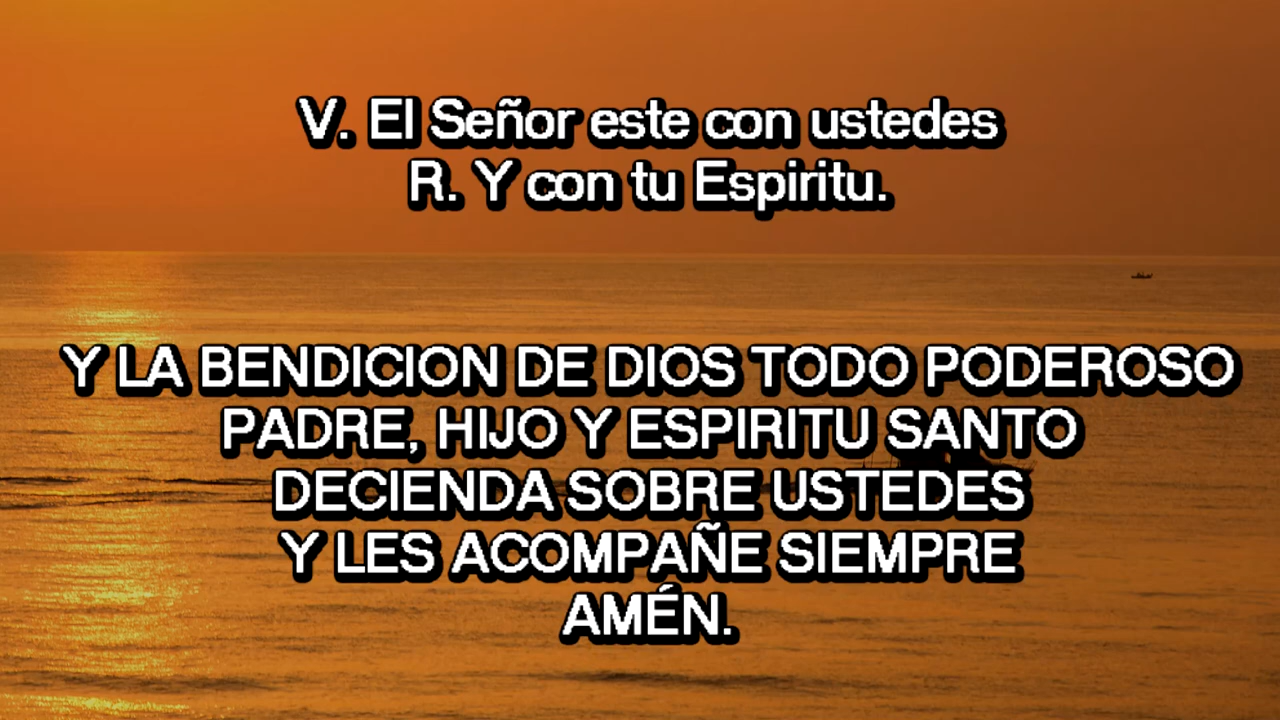 V. El Señor este con ustedes
R. Y con tu Espiritu.
Y LA BENDICION DE DIOS TODO PODEROSO
PADRE, HIJO Y ESPIRITU SANTO
DECIENDA SOBRE USTEDES
Y LES ACOMPAÑE SIEMPRE
AMÉN.